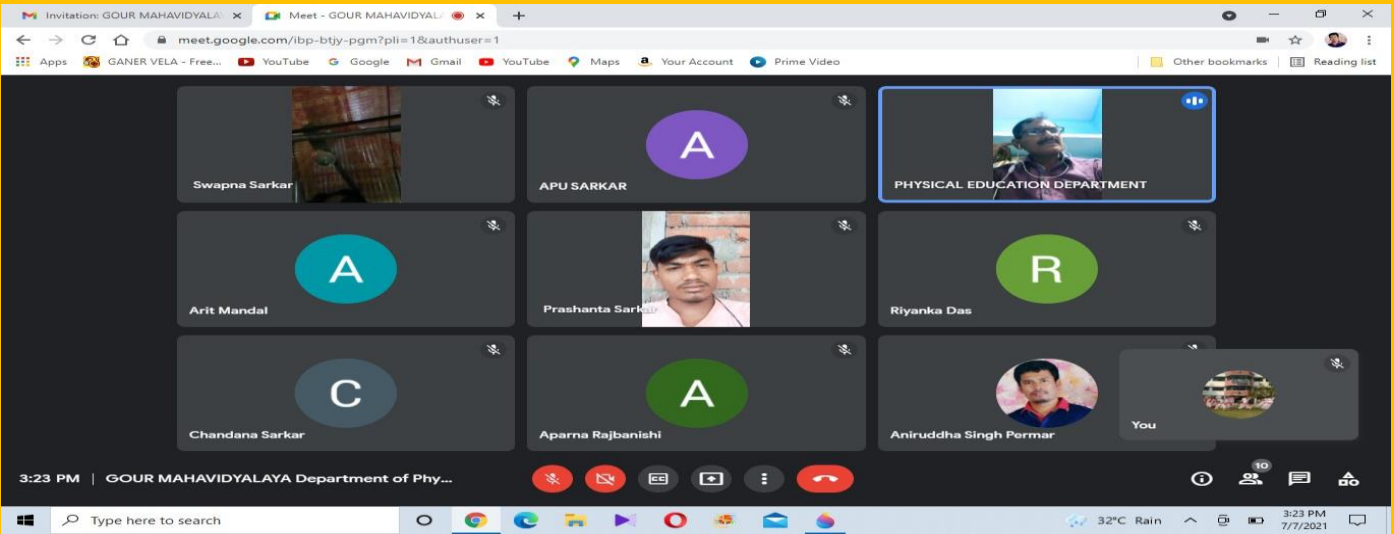 Invitation: GOUR MAHAVIDYALA
Meet - GOUR MAHAVIDYAL
meet.google.com/ibp-btjy-pgm?pli=1&authuser=1
Apps GANER VELA - Free... YouTube Google Gmail YouTube Maps Your Account Prime Video Other bookmarks Reading list
Swapna Sarkar
A
APU SARKAR
PHYSICAL EDUCATION DEPARTMENT
A
Arit Mandal
Prashanta Sarkar
R
Riyanka Das
C
Chandana Sarkar
A
Aparna Rajbanishi
Aniruddha Singh Permar
You
3:23 PM | GOUR MAHAVIDYALAYA Department of Phy...
CC
10
Type here to search
32°C Rain
3:23 PM
7/7/2021